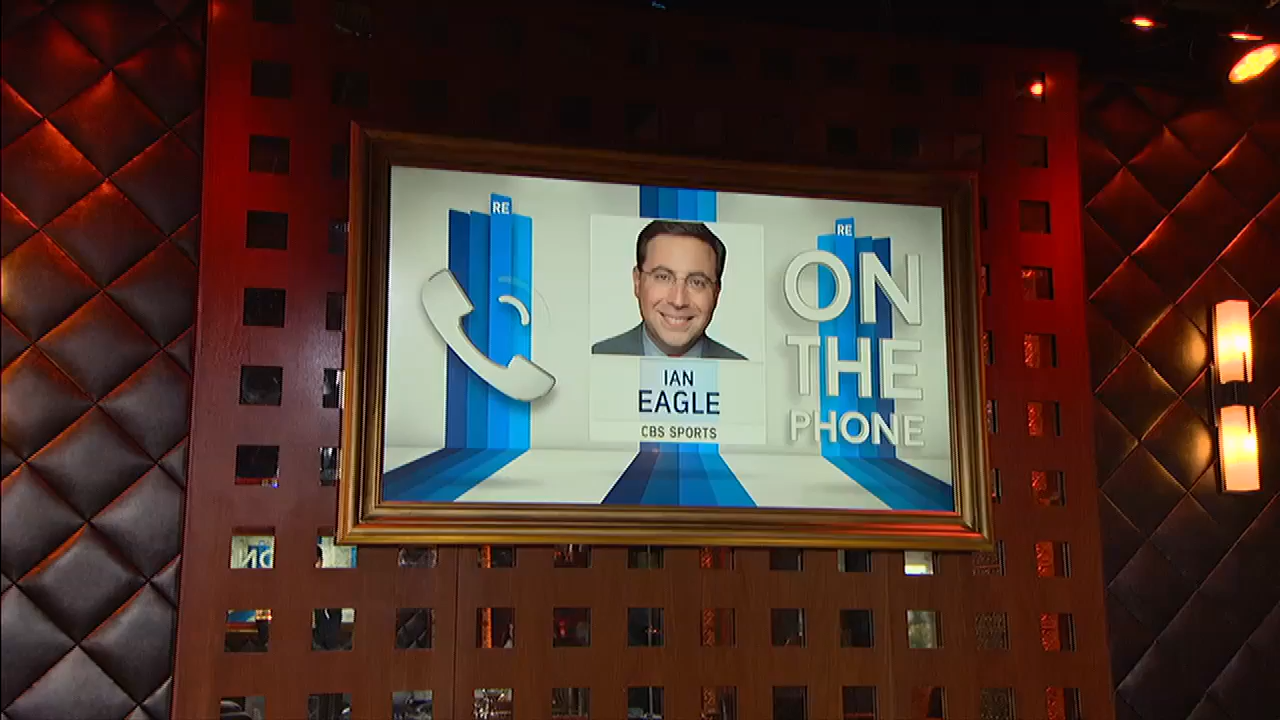 RE
IAN
EAGLE
CBS SPORTS
RE
ON
THE
PHONE